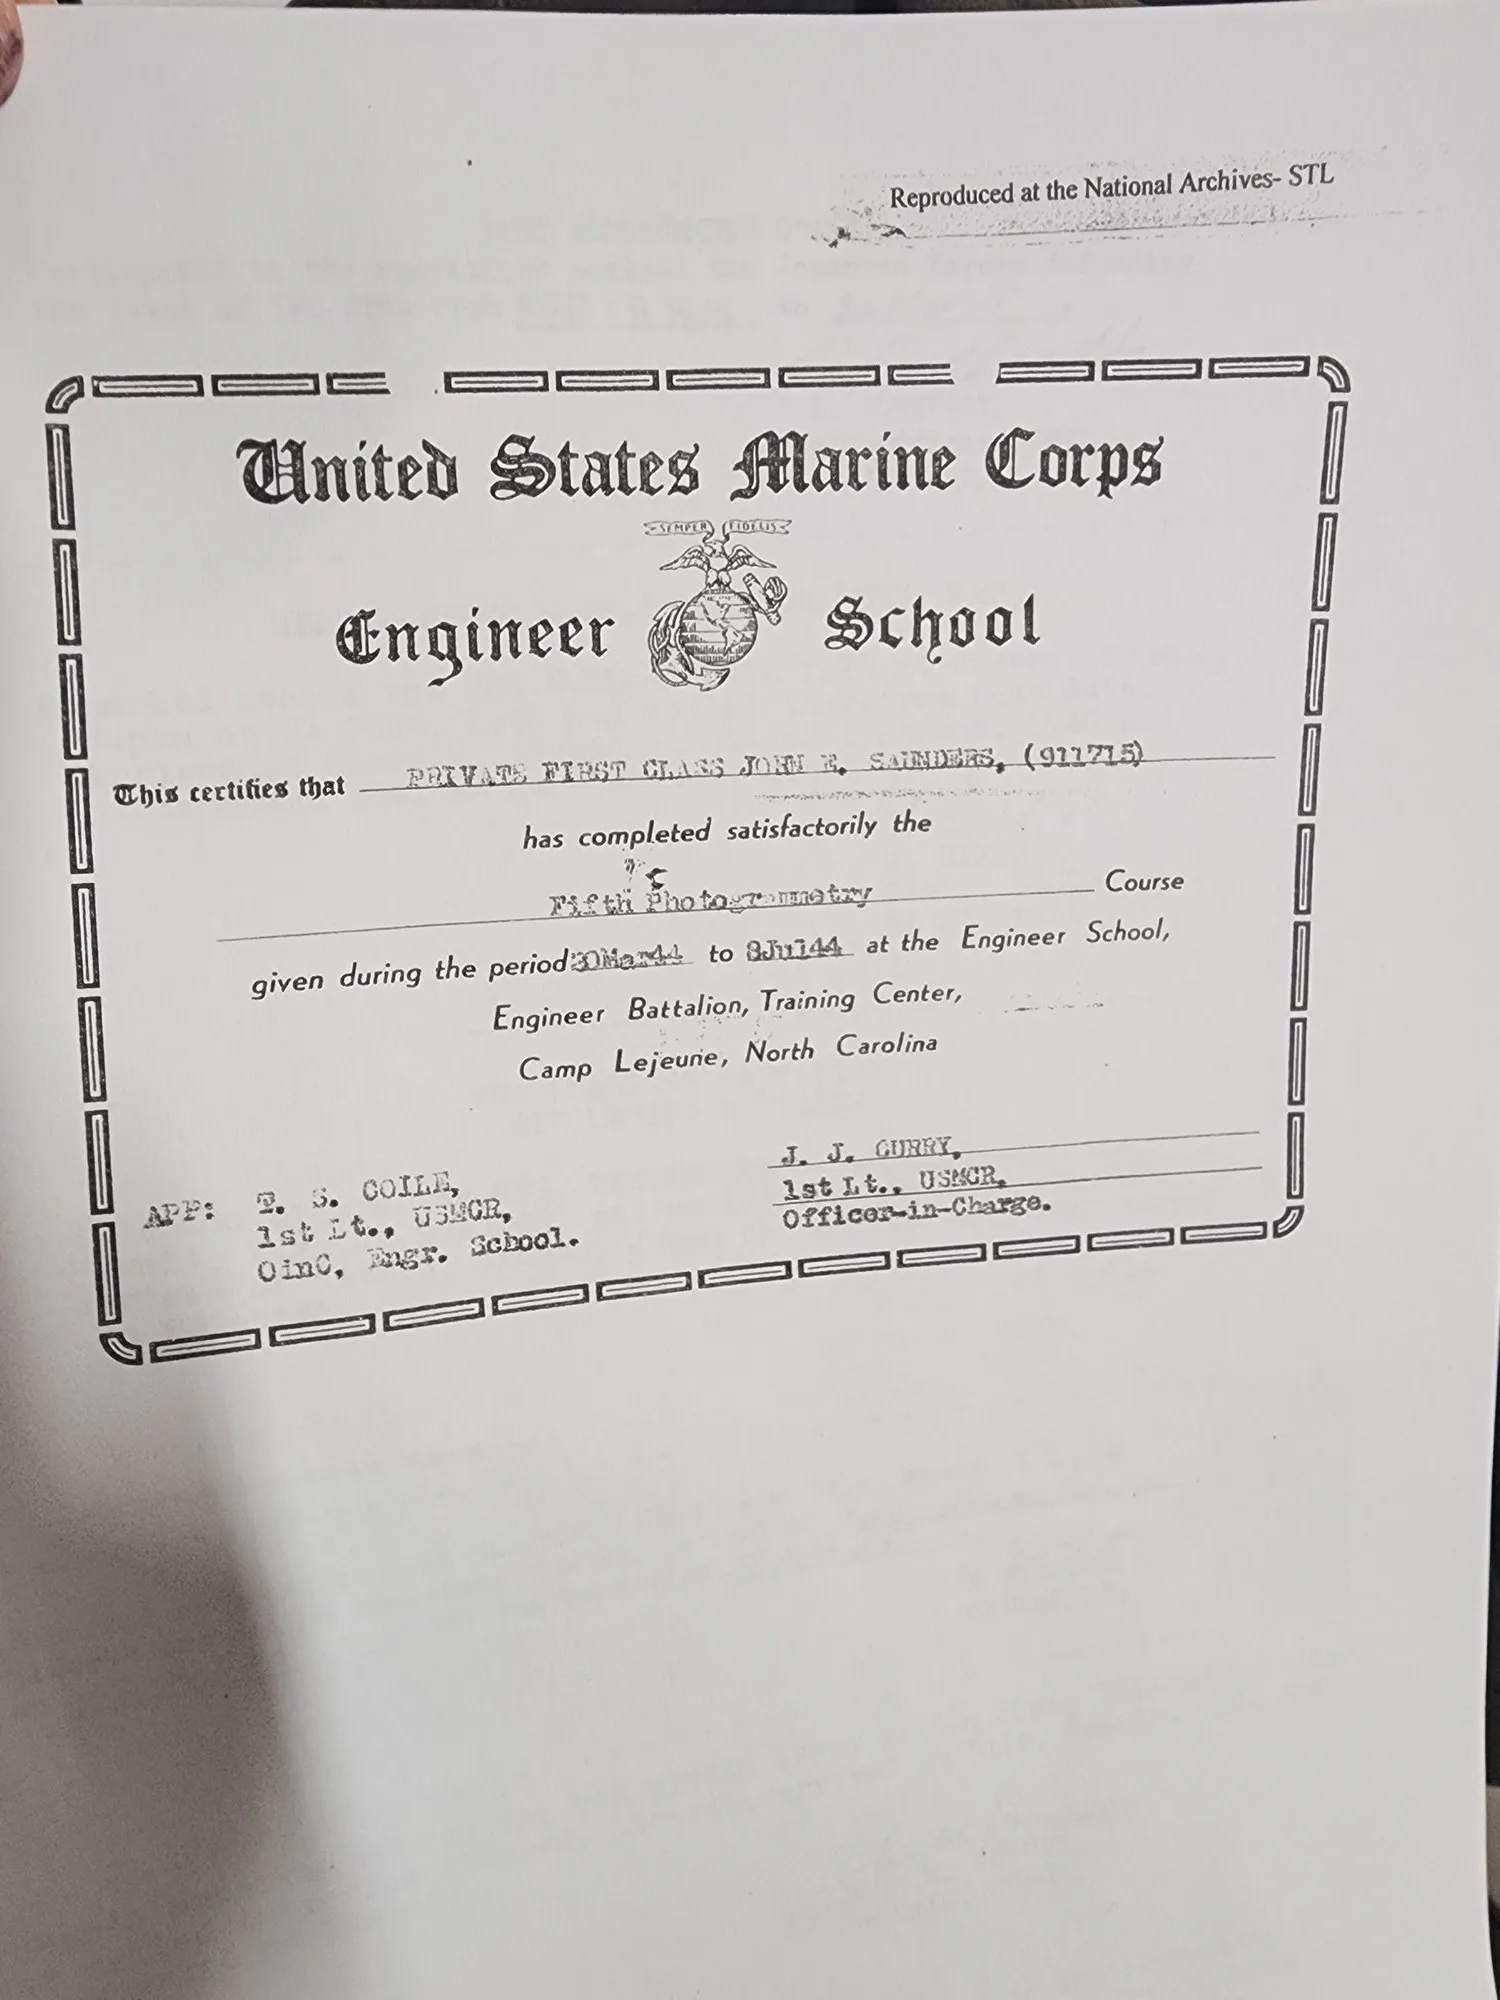 Reproduced at the National Archives- STL
United States Marine Corps
SEMPER FIDELIS
Engineer School
This certifies that PRIVATE FIRST CLASS JOHN E. SAUNDERS, (911715)
has completed satisfactorily the
Fifth Photogrammetry Course
given during the period 30Mar44 to 8Jul44 at the Engineer School,
Engineer Battalion, Training Center,
Camp Lejeune, North Carolina
J. J. CURRY,
1st Lt., USMCR,
Officer-in-Charge.
APP: T. S. COILE,
1st Lt., USMCR,
OinC, Engr. School.